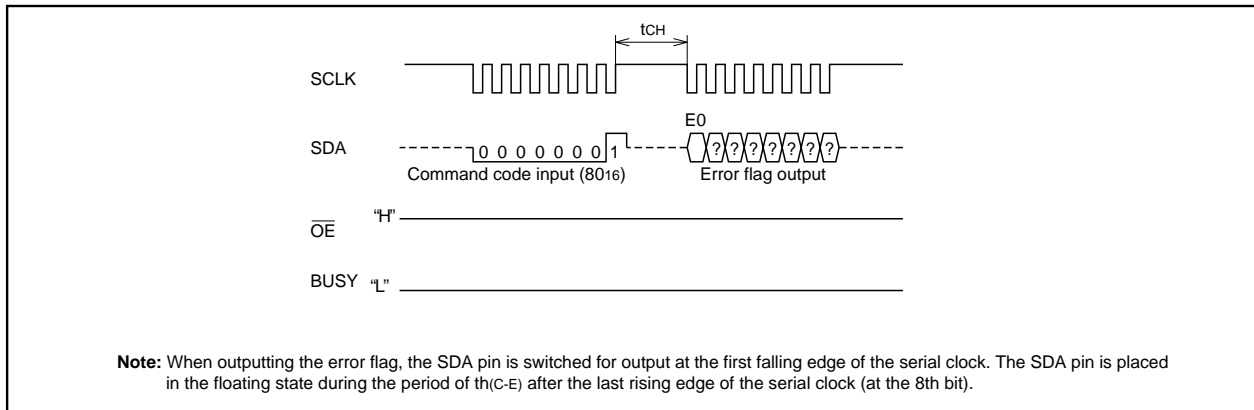 tCH
SCLK
E0
SDA
0 0 0 0 0 0 0 1
? ? ? ? ? ? ?
Command code input (8016)
Error flag output
OE
“H”
BUSY
“L”
Note: When outputting the error flag, the SDA pin is switched for output at the first falling edge of the serial clock. The SDA pin is placed
in the floating state during the period of th(C-E) after the last rising edge of the serial clock (at the 8th bit).